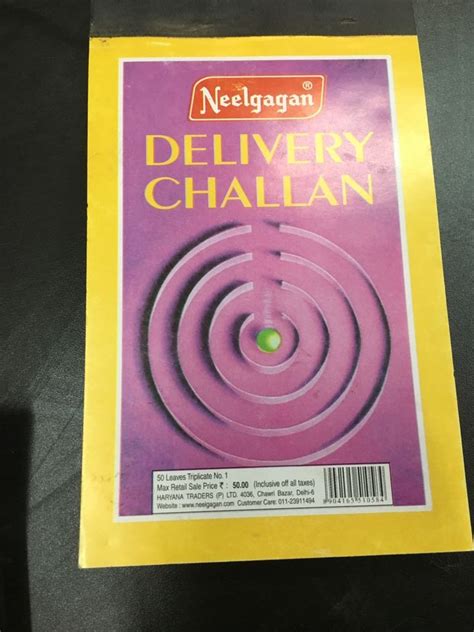 Neelgagan®
DELIVERY
CHALLAN
50 Leaves Triplicate No. 1
Max Retail Sale Price ₹ : 50.00 (Inclusive off all taxes)
HARYANA TRADERS (P) LTD. 4036, Chawri Bazar, Delhi-6
Website : www.neelgagan.com Customer Care: 011-23911494
8904165510584